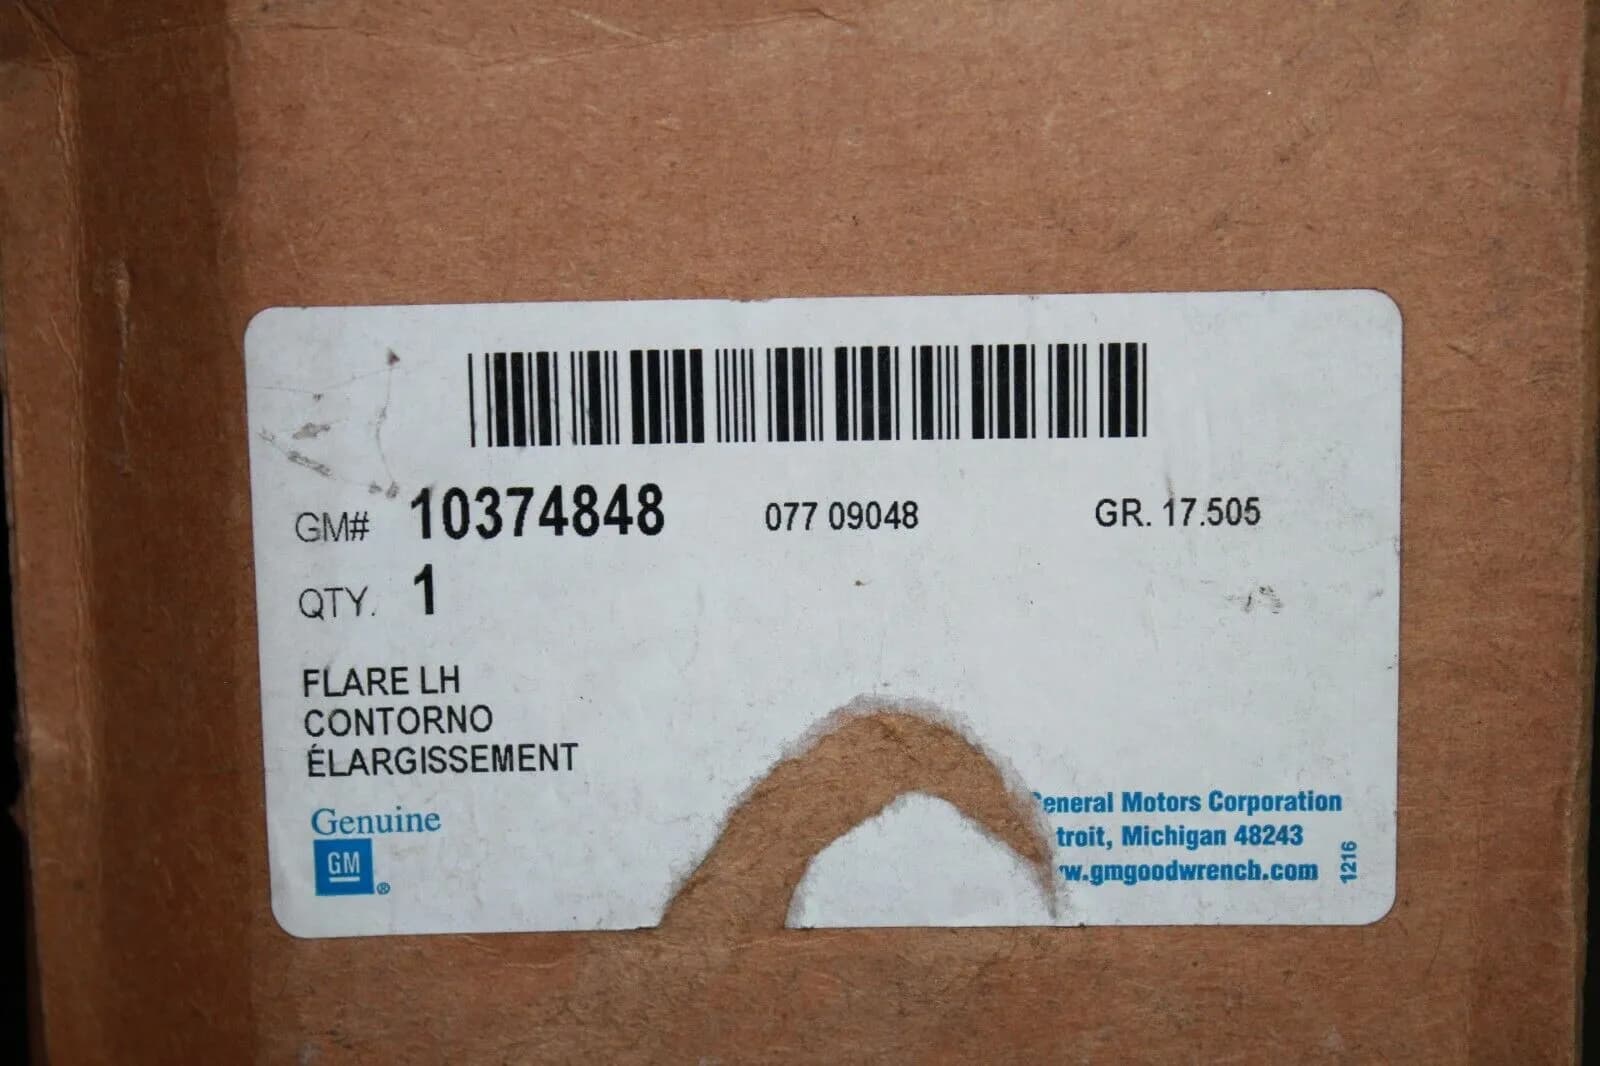 GM# 10374848 077 09048 GR. 17.505
QTY. 1
FLARE LH
CONTORNO
ÉLARGISSEMENT
Genuine
GM ®
eneral Motors Corporation
troit, Michigan 48243
w.gmgoodwrench.com
1216